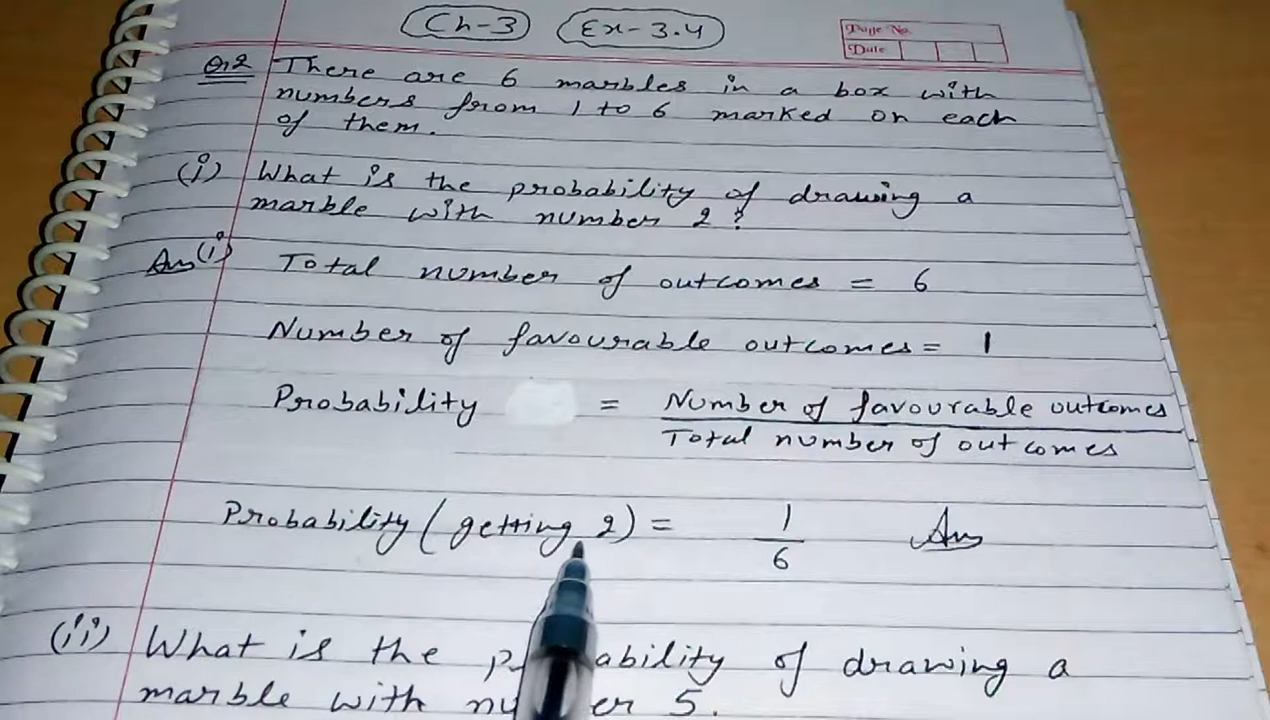 Ch-3 Ex-3.4
Page No.
Date
Qn2 There are 6 marbles in a box with
numbers from 1 to 6 marked on each
of them.
(i) What is the probability of drawing a
marble with number 2?
Ans(i) Total number of outcomes = 6
Number of favourable outcomes = 1
Probability = Number of favourable outcomes
Total number of outcomes
Probability (getting 2) = 1/6 Ans
(ii) What is the ability of drawing a
marble with 5.